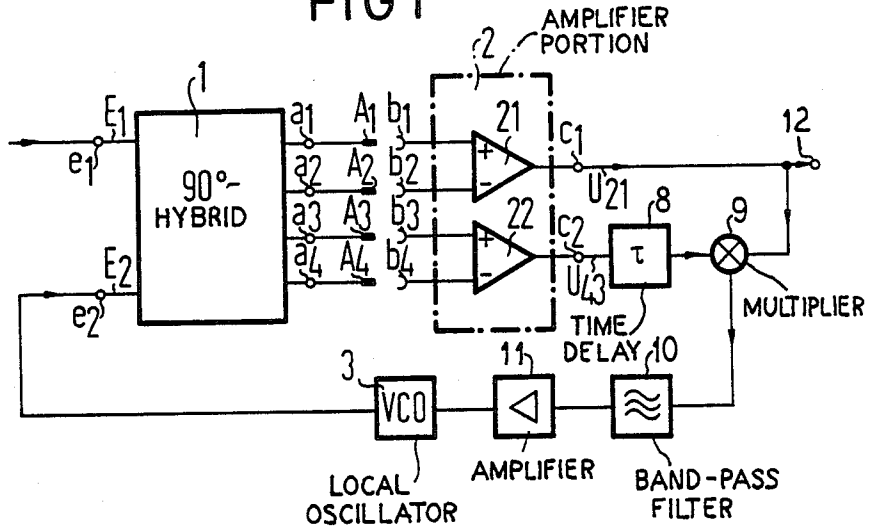 FIG 1
AMPLIFIER
PORTION
2
1
E1
e1
90°~
HYBRID
a1
A1
b1
a2
A2
b2
a3
A3
b3
a4
A4
b4
E2
e2
+
21
-
+
22
-
c1
U21
12
c2
U43
8
τ
TIME
DELAY
9
MULTIPLIER
3
VCO
LOCAL
OSCILLATOR
11
AMPLIFIER
10
BAND-PASS
FILTER